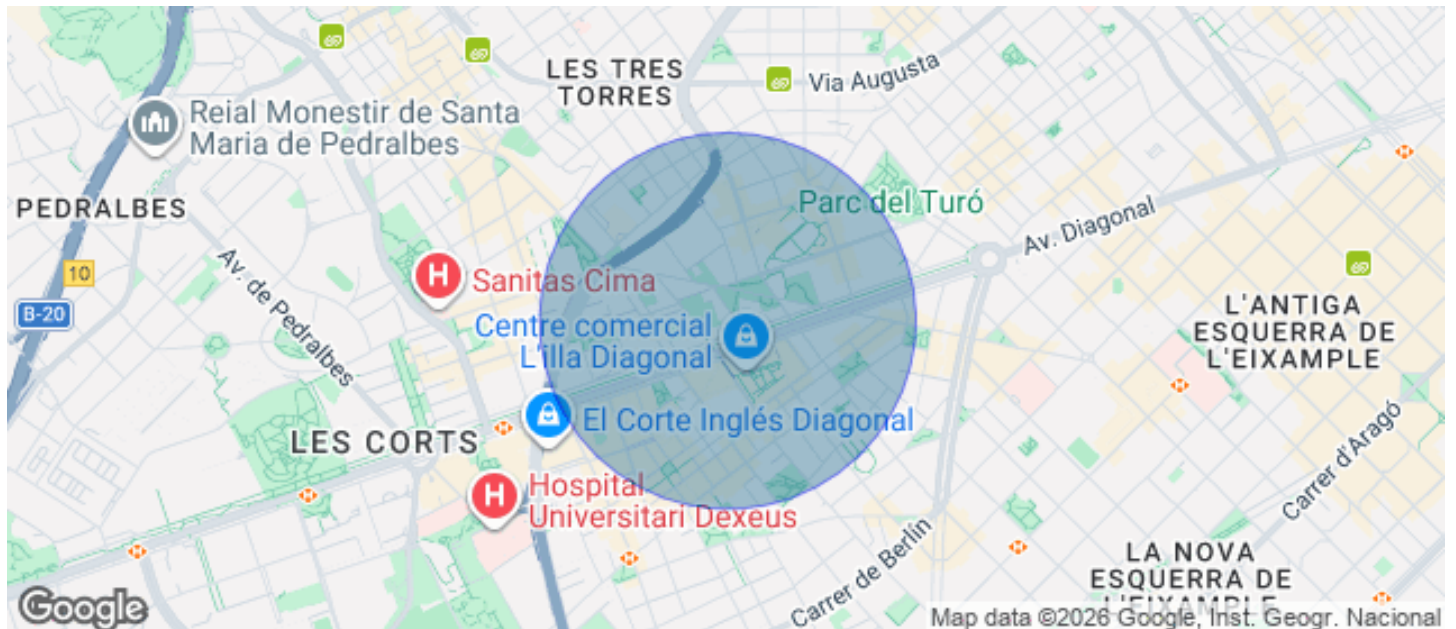 LES TRES
TORRES
Via Augusta
Reial Monestir de Santa
Maria de Pedralbes
PEDRALBES
Parc del Turó
Av. Diagonal
10
B-20
Av. de Pedralbes
H
Sanitas Cima
Centre comercial
L'illa Diagonal
L'ANTIGA
ESQUERRA DE
L'EIXAMPLE
El Corte Inglés Diagonal
LES CORTS
H
Hospital
Universitari Dexeus
Carrer d'Aragó
Carrer de Berlín
LA NOVA
ESQUERRA DE
L'EIXAMPLE
Google
Map data ©2026 Google, Inst. Geogr. Nacional